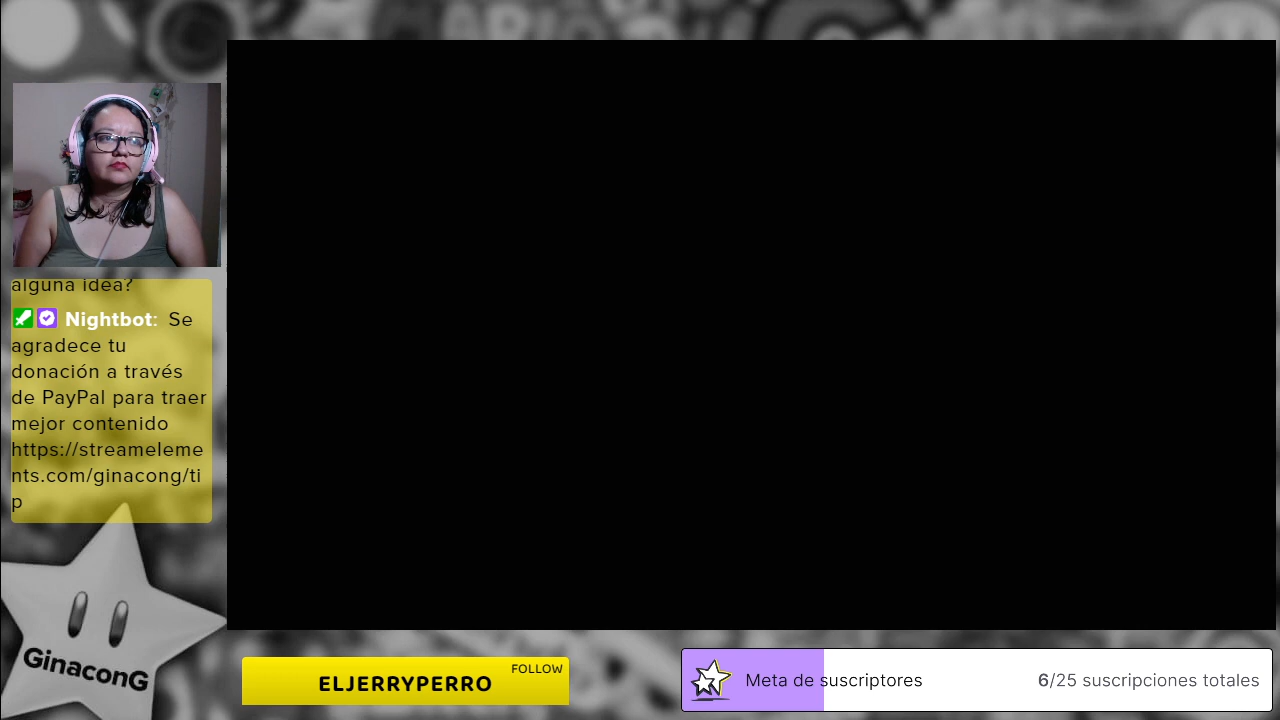 alguna idea?
Nightbot: Se
agradece tu
donación a través
de PayPal para traer
mejor contenido
https://streameleme
nts.com/ginacong/ti
p
GinaconG
FOLLOW
ELJERRYPERRO
Meta de suscriptores
6/25 suscripciones totales